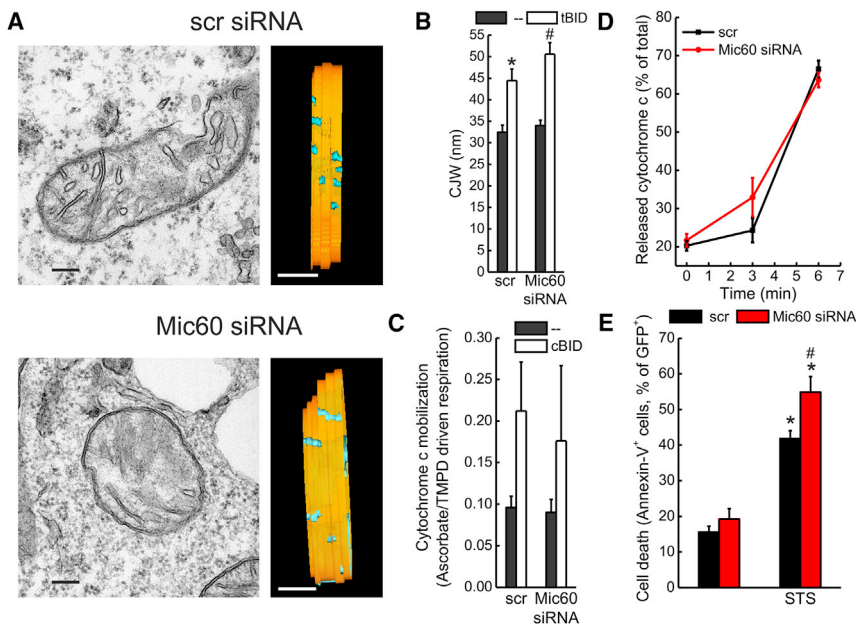 A
scr siRNA
Mic60 siRNA
B
-- tBID
CJW (nm)
55
50
45
40
35
30
25
20
15
10
5
0
*
#
scr Mic60
siRNA
C
--
cBID
Cytochrome c mobilization
(Ascorbate/TMPD driven respiration)
0.30
0.25
0.20
0.15
0.10
0.05
0.00
scr Mic60
siRNA
D
scr
Mic60 siRNA
Released cytochrome c (% of total)
80
70
60
50
40
30
20
0 1 2 3 4 5 6 7
Time (min)
E
scr Mic60 siRNA
Cell death (Annexin-V⁺ cells, % of GFP⁺)
70
60
50
40
30
20
10
0
#
* *
STS